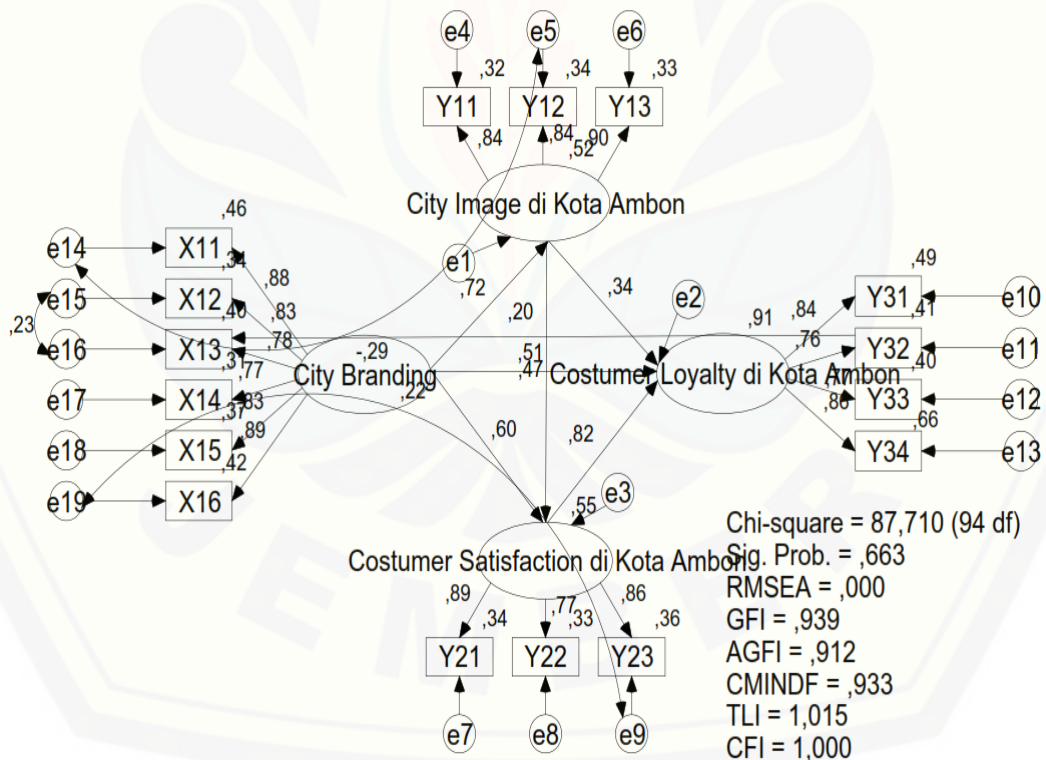 e4
e5
e6
,32
,34
,33
Y11
Y12
Y13
,84
,84
,52
,90
City Image di Kota Ambon
,46
e14
X11
e1
,34
,88
,72
,34
e2
,49
e15
X12
,83
,20
,91
,84
Y31
e10
,40
,41
,23
e16
X13
,78
-,29
,51
,76
Y32
e11
,31
,77
City Branding
,47
Costumer Loyalty di Kota Ambon
,40
e17
X14
,83
,22
,86
Y33
e12
,37
,89
,60
,82
,66
e18
X15
Y34
e13
,42
e19
X16
,55
e3
Costumer Satisfaction di Kota Ambon
,89
,34
,77
,33
,86
,36
Y21
Y22
Y23
e7
e8
e9
Chi-square = 87,710 (94 df)
Sig. Prob. = ,663
RMSEA = ,000
GFI = ,939
AGFI = ,912
CMINDF = ,933
TLI = 1,015
CFI = 1,000